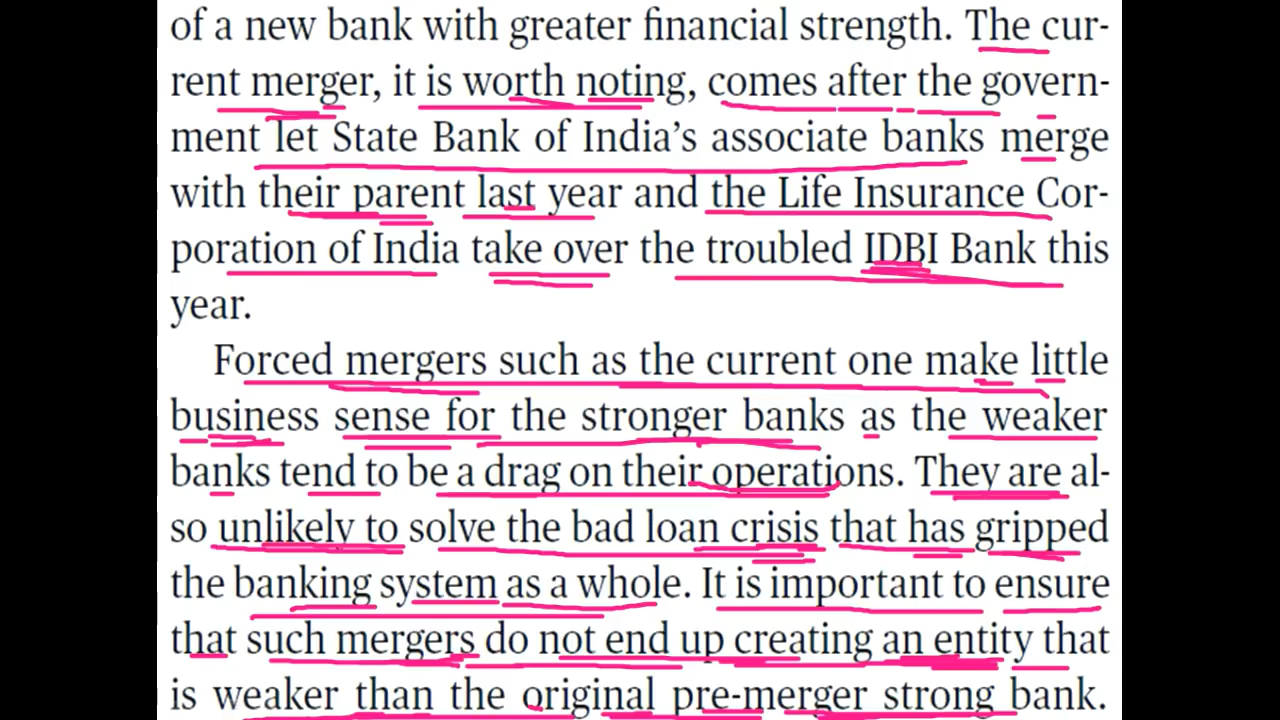 of a new bank with greater financial strength. The cur-
rent merger, it is worth noting, comes after the govern-
ment let State Bank of India's associate banks merge
with their parent last year and the Life Insurance Cor-
poration of India take over the troubled IDBI Bank this
year.
Forced mergers such as the current one make little
business sense for the stronger banks as the weaker
banks tend to be a drag on their operations. They are al-
so unlikely to solve the bad loan crisis that has gripped
the banking system as a whole. It is important to ensure
that such mergers do not end up creating an entity that
is weaker than the original pre-merger strong bank.